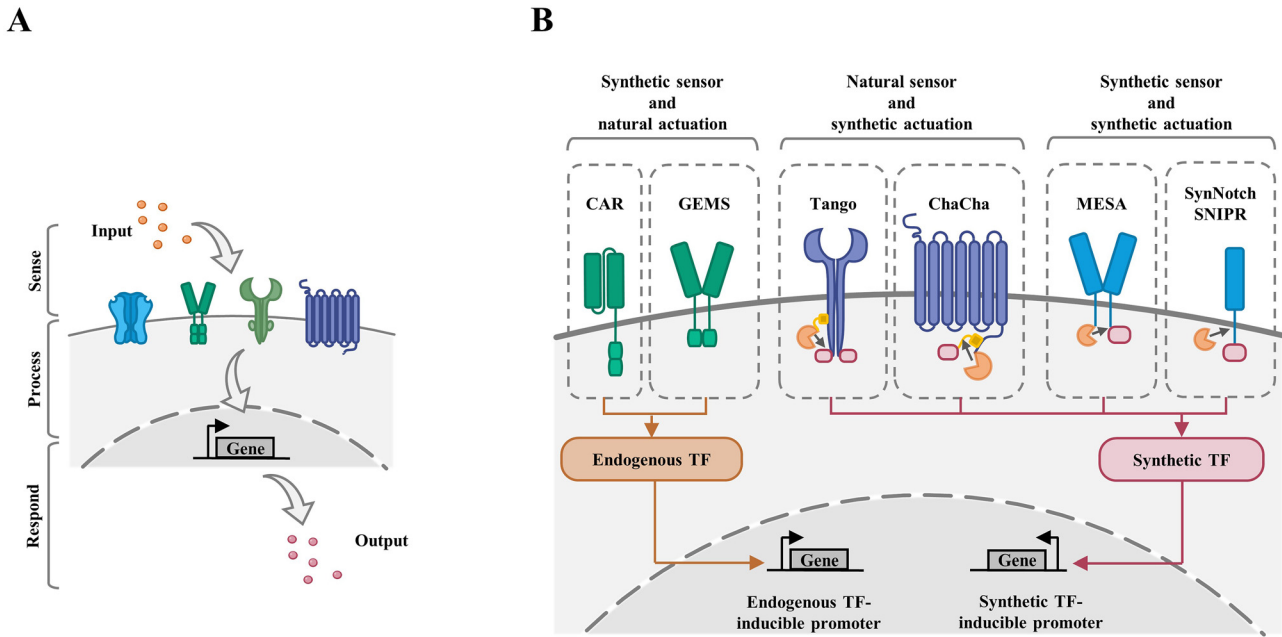 A
Input
Sense
Process
Gene
Respond
Output
B
Synthetic sensor
and
natural actuation
Natural sensor
and
synthetic actuation
Synthetic sensor
and
synthetic actuation
CAR
GEMS
Tango
ChaCha
MESA
SynNotch
SNIPR
Endogenous TF
Synthetic TF
Gene
Gene
Endogenous TF-
inducible promoter
Synthetic TF-
inducible promoter